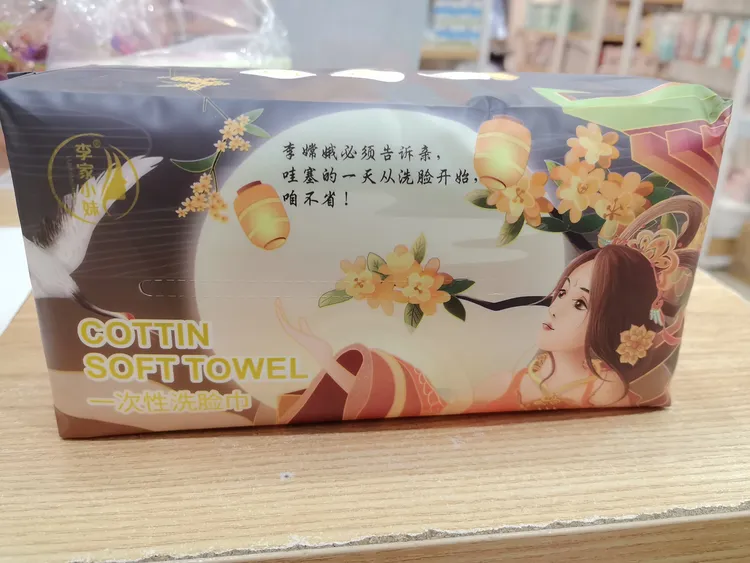 李家小妹
李嫦娥必须告诉亲，
哇塞的一天从洗脸开始，
咱不省！
COTTIN
SOFT TOWEL
一次性洗脸巾